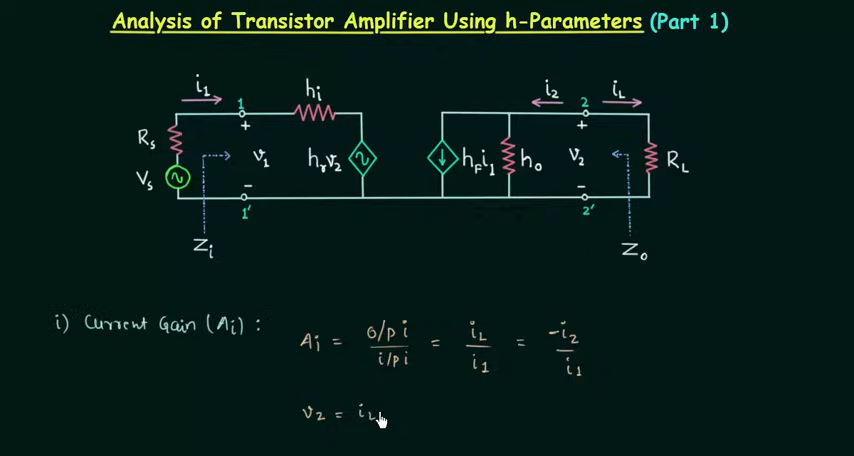 Analysis of Transistor Amplifier Using h-Parameters (Part 1)
i1 hi i2 iL
1 2
+ +
Rs v1 hrv2 hFi1 ho v2 RL
Vs
- -
1' 2'
Zi Zo
i) Current Gain (Ai) : Ai = o/p i / i/p i = iL / i1 = -i2 / i1
v2 = iL